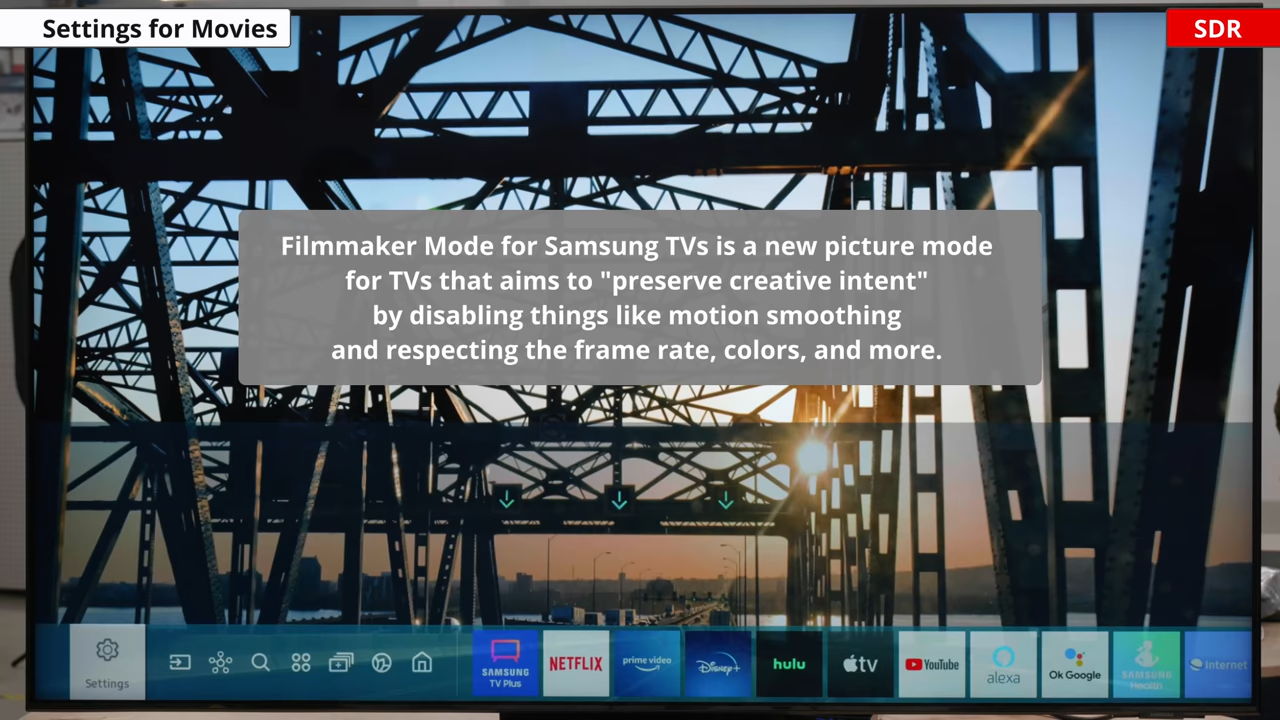 Settings for Movies
SDR
Filmmaker Mode for Samsung TVs is a new picture mode
for TVs that aims to "preserve creative intent"
by disabling things like motion smoothing
and respecting the frame rate, colors, and more.
Settings
SAMSUNG
TV Plus
NETFLIX
prime video
Disney+
hulu
tv
YouTube
alexa
Ok Google
SAMSUNG
Health
Internet